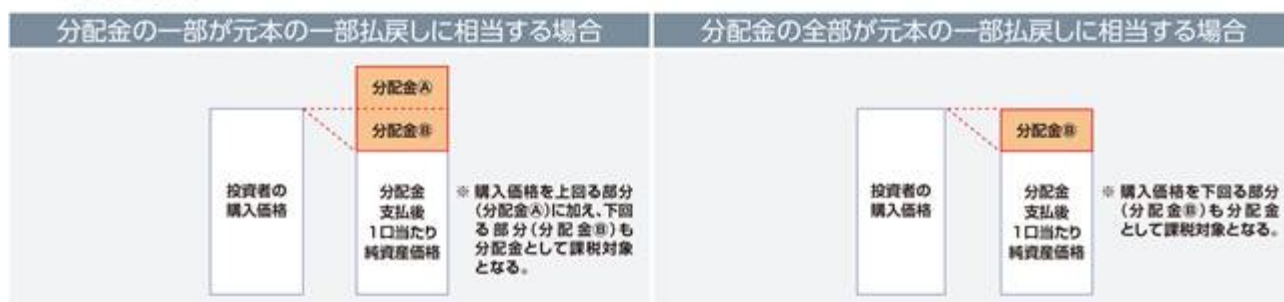 分配金の一部が元本の一部払戻しに相当する場合
分配金Ⓐ
分配金Ⓑ
投資者の
購入価格
分配金
支払後
1口当たり
純資産価格
※ 購入価格を上回る部分
(分配金Ⓐ)に加え、下回
る部分(分配金Ⓑ)も
分配金として課税対象
となる。
分配金の全部が元本の一部払戻しに相当する場合
分配金Ⓑ
投資者の
購入価格
分配金
支払後
1口当たり
純資産価格
※ 購入価格を下回る部分
(分配金Ⓑ)も分配金
として課税対象となる。